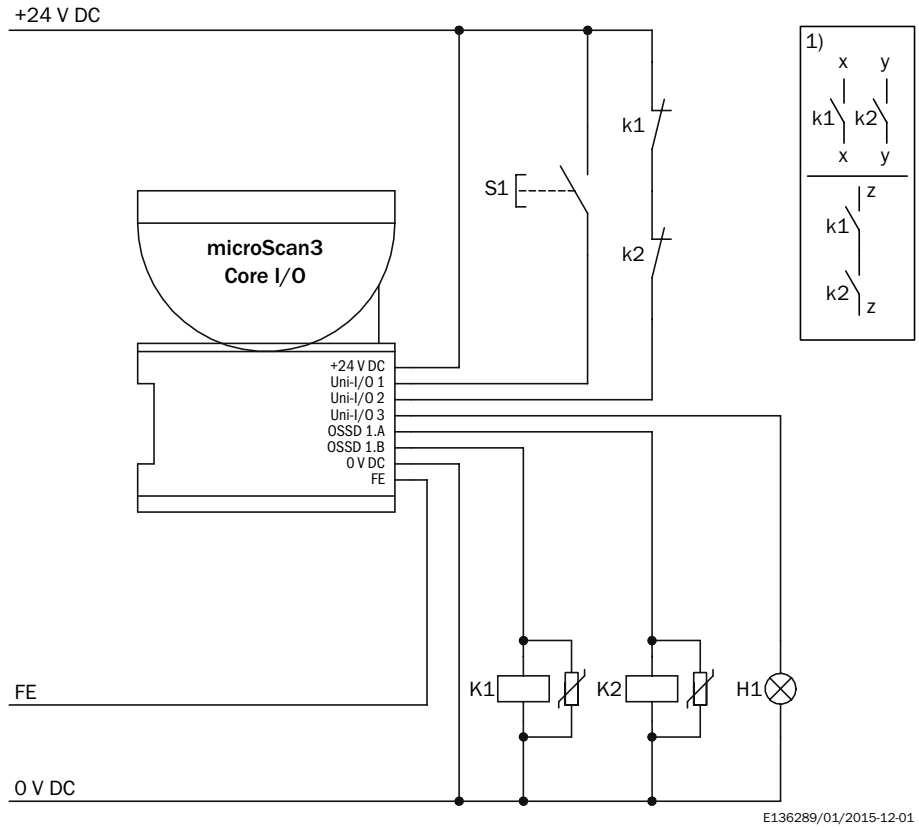 +24 V DC
1)
x y
k1 k2
x y
z
k1
k2
z
k1
S1
k2
microScan3
Core I/O
+24 V DC
Uni-I/O 1
Uni-I/O 2
Uni-I/O 3
OSSD 1.A
OSSD 1.B
0 V DC
FE
K1
K2
H1
FE
0 V DC
E136289/01/2015-12-01